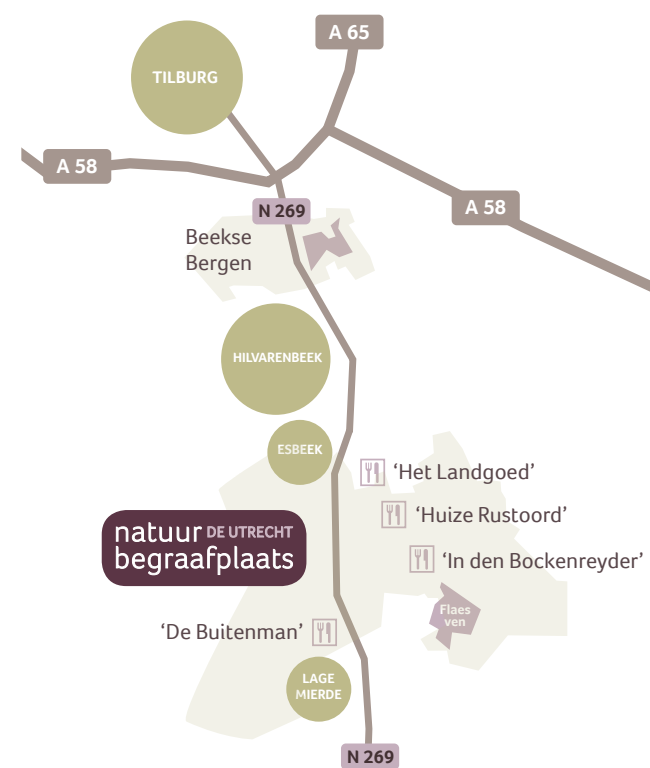 A 65
TILBURG
A 58
N 269
A 58
Beekse
Bergen
HILVARENBEEK
ESBEEK
‘Het Landgoed’
‘Huize Rustoord’
natuur DE UTRECHT
begraafplaats
‘In den Bockenreyder’
Flaes
ven
‘De Buitenman’
LAGE
MIERDE
N 269